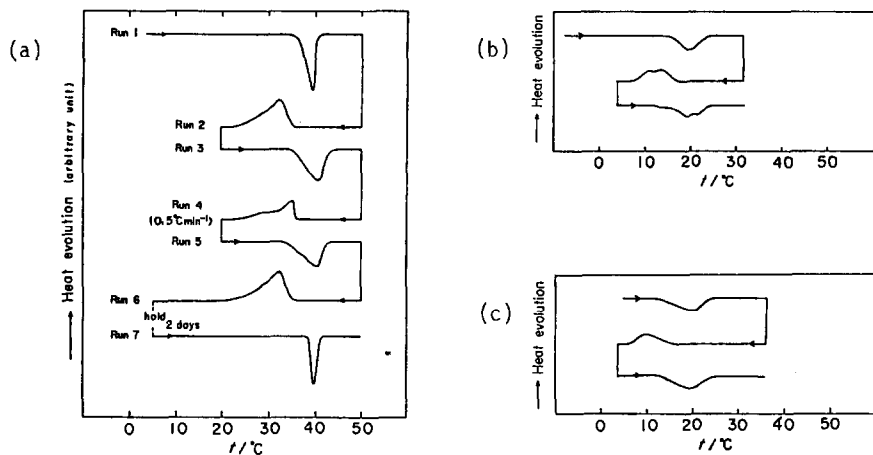 (a)
Heat evolution (arbitrary unit)
Run 1
Run 2
Run 3
Run 4
(0.5°C min⁻¹)
Run 5
Run 6
hold 2 days
Run 7
0 10 20 30 40 50
t / °C
(b)
Heat evolution
0 10 20 30 40 50
t / °C
(c)
Heat evolution
0 10 20 30 40 50
t / °C